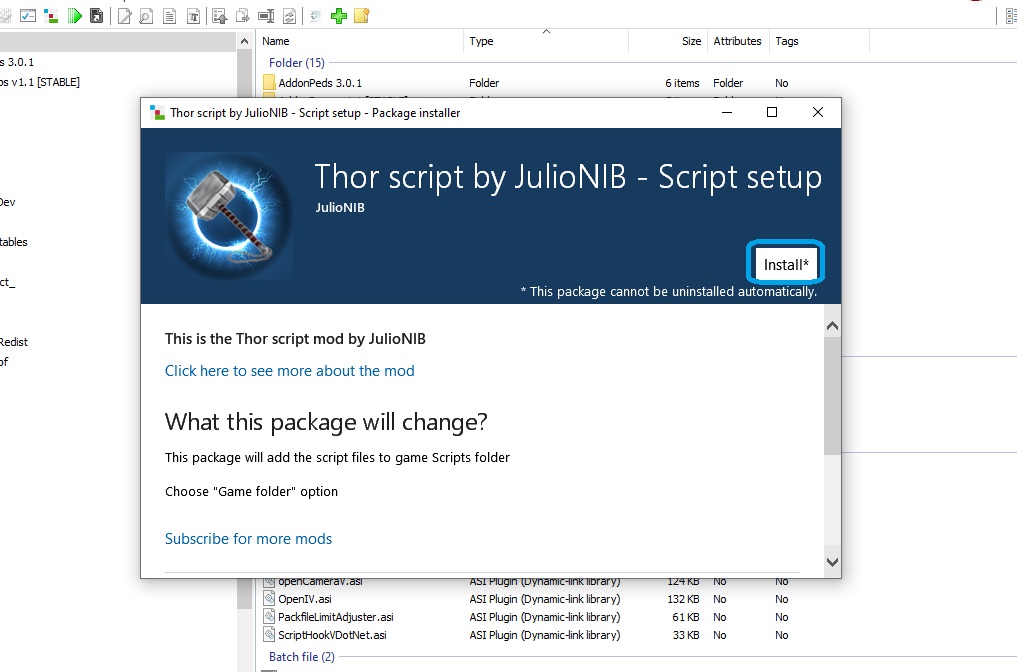 Name Type Size Attributes Tags
s 3.0.1
Folder (15)
os v1.1 [STABLE]
AddonPeds 3.0.1 Folder 6 items Folder No
Thor script by JulioNIB - Script setup - Package installer
Thor script by JulioNIB - Script setup
JulioNIB
Install*
* This package cannot be uninstalled automatically.
Dev
tables
ct_
Redist
of
This is the Thor script mod by JulioNIB
Click here to see more about the mod
What this package will change?
This package will add the script files to game Scripts folder
Choose "Game folder" option
Subscribe for more mods
openCameraV.asi ASI Plugin (Dynamic-link library) 124 KB No No
OpenIV.asi ASI Plugin (Dynamic-link library) 132 KB No No
PackfileLimitAdjuster.asi ASI Plugin (Dynamic-link library) 61 KB No No
ScriptHookVDotNet.asi ASI Plugin (Dynamic-link library) 33 KB No No
Batch file (2)